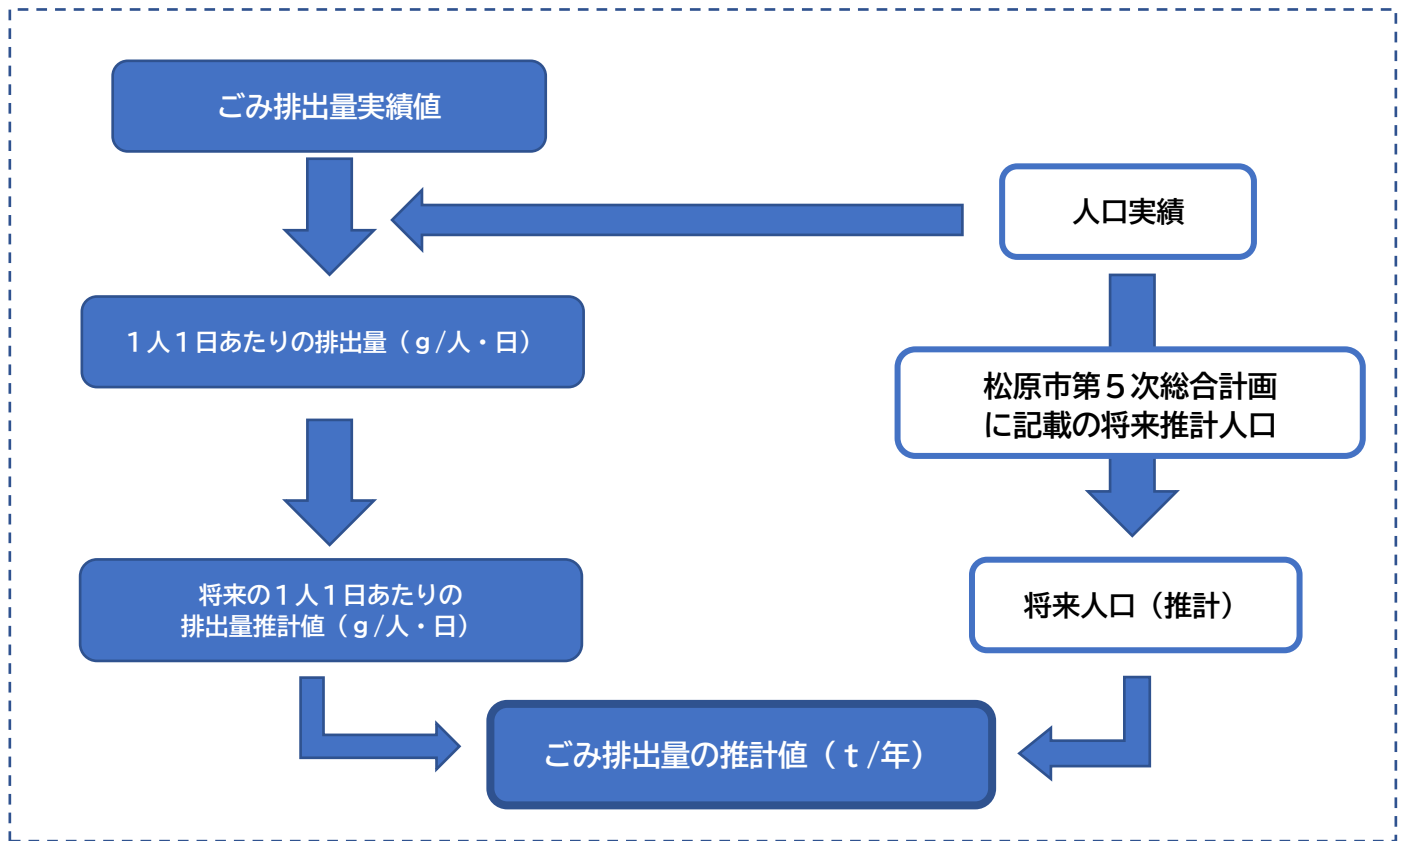 ごみ排出量実績値
人口実績
１人１日あたりの排出量（ｇ/人・日）
松原市第５次総合計画
に記載の将来推計人口
将来の１人１日あたりの
排出量推計値（ｇ/人・日）
将来人口（推計）
ごみ排出量の推計値（ｔ/年）